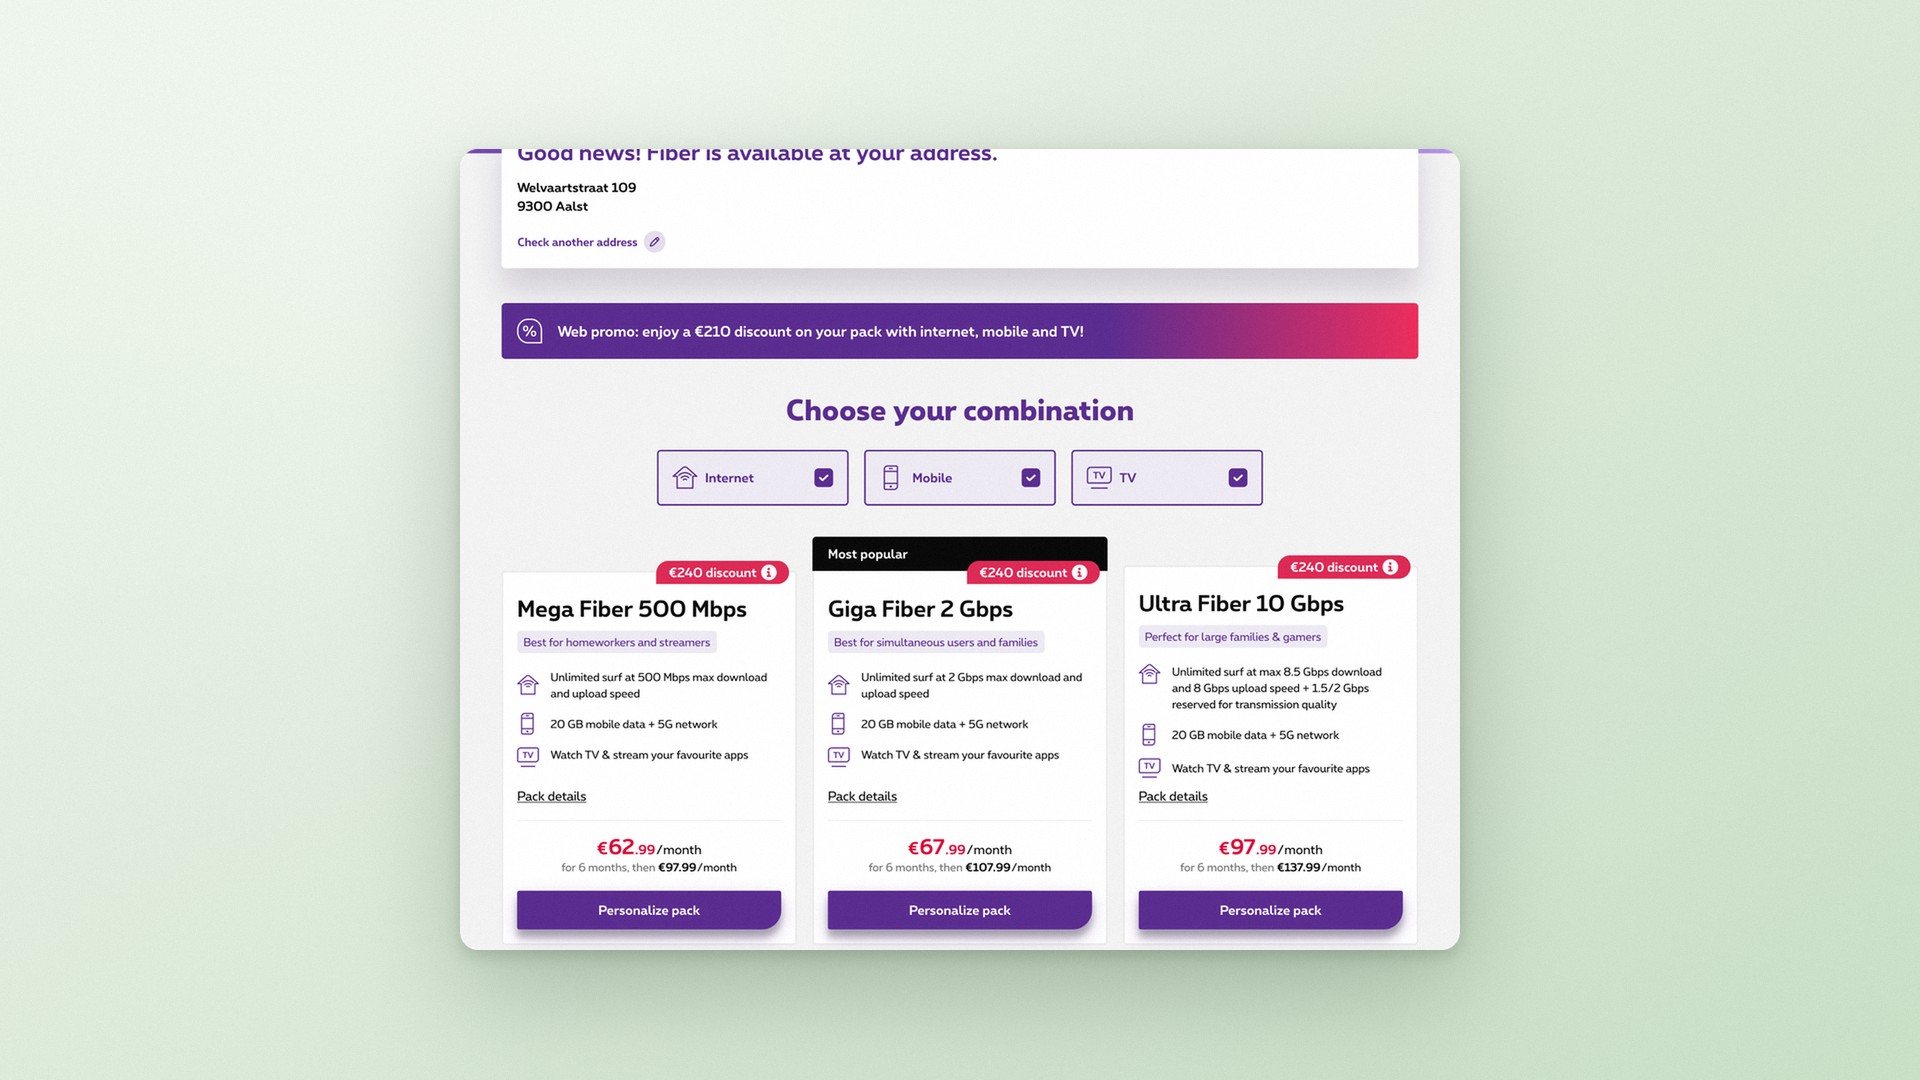 Good news! Fiber is available at your address.
Welvaartstraat 109
9300 Aalst
Check another address
% Web promo: enjoy a €210 discount on your pack with internet, mobile and TV!
Choose your combination
Internet
Mobile
TV TV
Most popular
€240 discount i
Mega Fiber 500 Mbps
Best for homeworkers and streamers
Unlimited surf at 500 Mbps max download
and upload speed
20 GB mobile data + 5G network
TV Watch TV & stream your favourite apps
Pack details
€62.99/month
for 6 months, then €97.99/month
Personalize pack
€240 discount i
Giga Fiber 2 Gbps
Best for simultaneous users and families
Unlimited surf at 2 Gbps max download and
upload speed
20 GB mobile data + 5G network
TV Watch TV & stream your favourite apps
Pack details
€67.99/month
for 6 months, then €107.99/month
Personalize pack
€240 discount i
Ultra Fiber 10 Gbps
Perfect for large families & gamers
Unlimited surf at max 8.5 Gbps download
and 8 Gbps upload speed + 1.5/2 Gbps
reserved for transmission quality
20 GB mobile data + 5G network
TV Watch TV & stream your favourite apps
Pack details
€97.99/month
for 6 months, then €137.99/month
Personalize pack